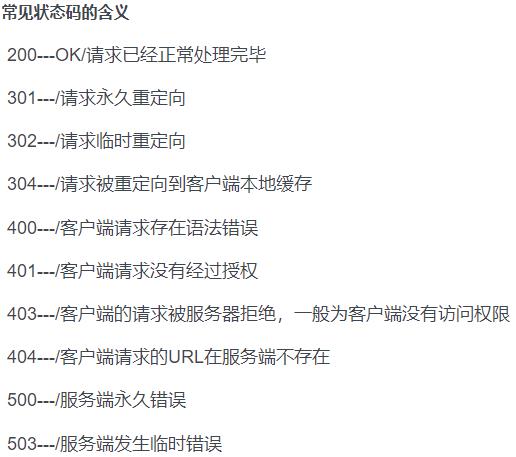 常见状态码的含义
200---OK/请求已经正常处理完毕
301---/请求永久重定向
302---/请求临时重定向
304---/请求被重定向到客户端本地缓存
400---/客户端请求存在语法错误
401---/客户端请求没有经过授权
403---/客户端的请求被服务器拒绝，一般为客户端没有访问权限
404---/客户端请求的URL在服务端不存在
500---/服务端永久错误
503---/服务端发生临时错误